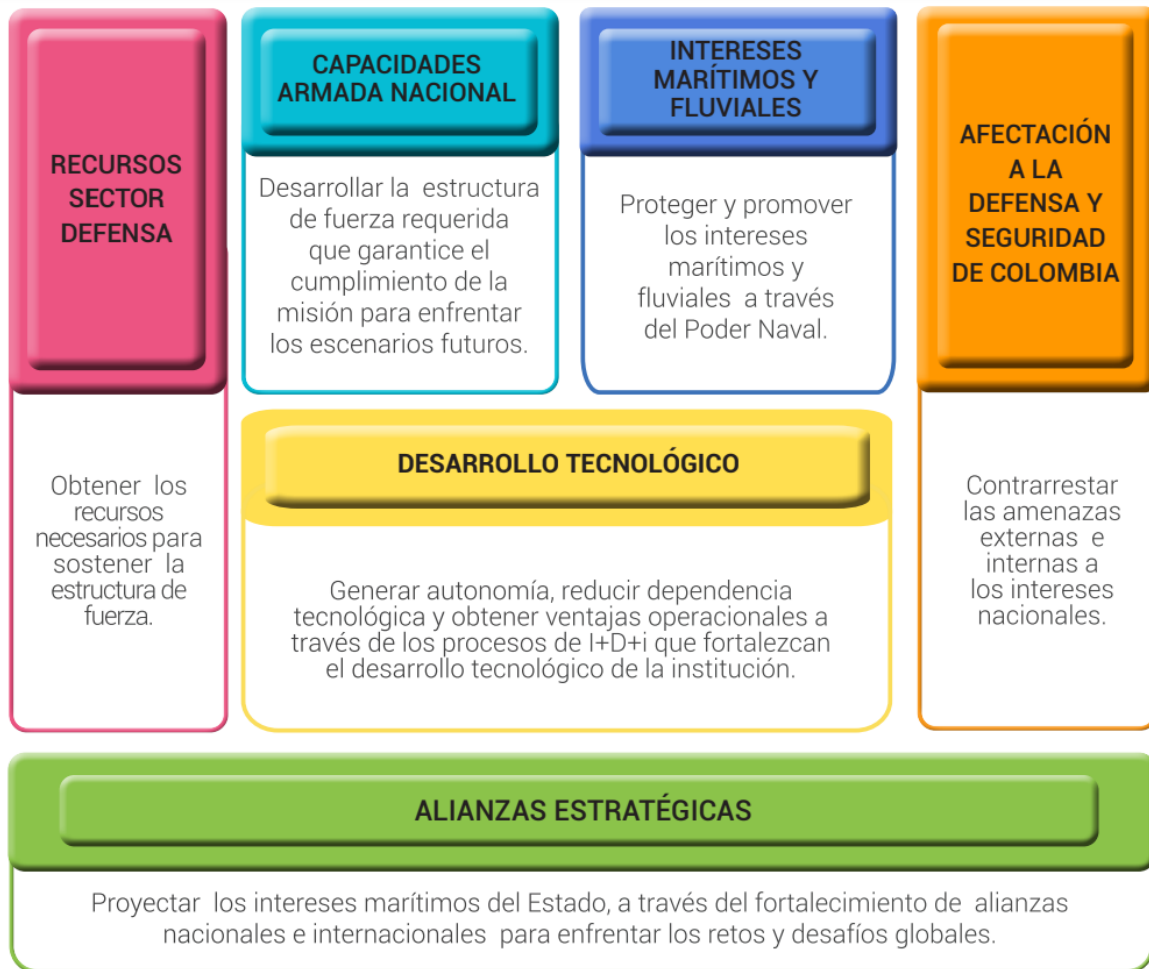 RECURSOS
SECTOR
DEFENSA
Obtener los
recursos
necesarios para
sostener la
estructura de
fuerza.
CAPACIDADES
ARMADA NACIONAL
Desarrollar la estructura
de fuerza requerida
que garantice el
cumplimiento de la
misión para enfrentar
los escenarios futuros.
INTERESES
MARÍTIMOS Y
FLUVIALES
Proteger y promover
los intereses
marítimos y
fluviales a través
del Poder Naval.
AFECTACIÓN
A LA
DEFENSA Y
SEGURIDAD
DE COLOMBIA
Contrarrestar
las amenazas
externas e
internas a
los intereses
nacionales.
DESARROLLO TECNOLÓGICO
Generar autonomía, reducir dependencia
tecnológica y obtener ventajas operacionales a
través de los procesos de I+D+i que fortalezcan
el desarrollo tecnológico de la institución.
ALIANZAS ESTRATÉGICAS
Proyectar los intereses marítimos del Estado, a través del fortalecimiento de alianzas
nacionales e internacionales para enfrentar los retos y desafíos globales.